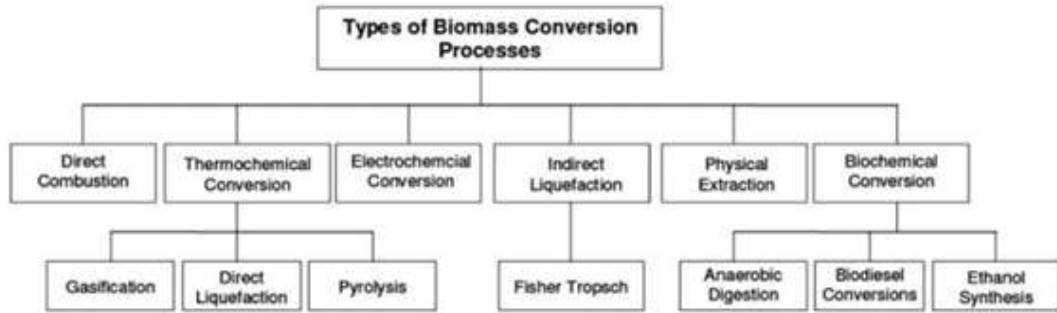 Types of Biomass Conversion
Processes
Direct
Combustion
Thermochemical
Conversion
Electrochemcial
Conversion
Indirect
Liquefaction
Physical
Extraction
Biochemical
Conversion
Gasification
Direct
Liquefaction
Pyrolysis
Fisher Tropsch
Anaerobic
Digestion
Biodiesel
Conversions
Ethanol
Synthesis